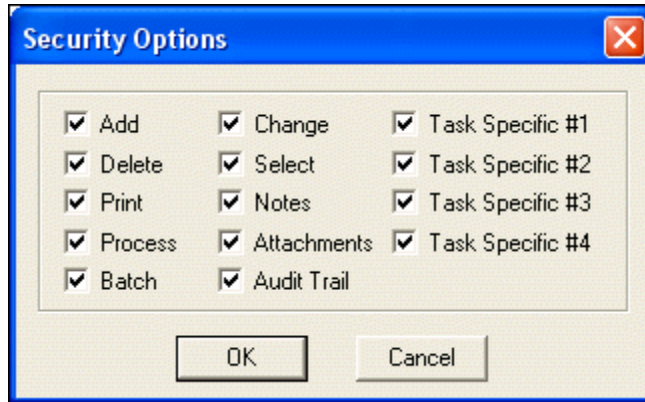 Security Options
Add Change Task Specific #1
Delete Select Task Specific #2
Print Notes Task Specific #3
Process Attachments Task Specific #4
Batch Audit Trail
OK Cancel